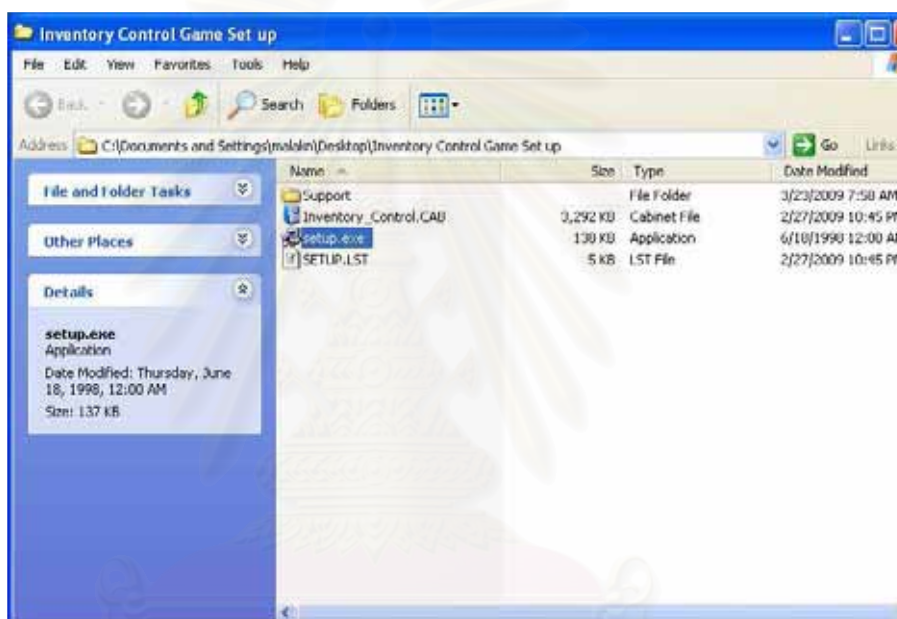 Inventory Control Game Set up
File Edit View Favorites Tools Help
Back Search Folders
Address C:\Documents and Settings\malakn\Desktop\Inventory Control Game Set up Go Links
Name Size Type Date Modified
File and Folder Tasks
Support File Folder 3/23/2009 7:58 AM
Inventory_Control.CAB 3,292 KB Cabinet File 2/27/2009 10:45 PM
setup.exe 138 KB Application 6/18/1998 12:00 AM
SETUP.LST 5 KB LST File 2/27/2009 10:45 PM
Other Places
Details
setup.exe
Application
Date Modified: Thursday, June
18, 1998, 12:00 AM
Size: 137 KB